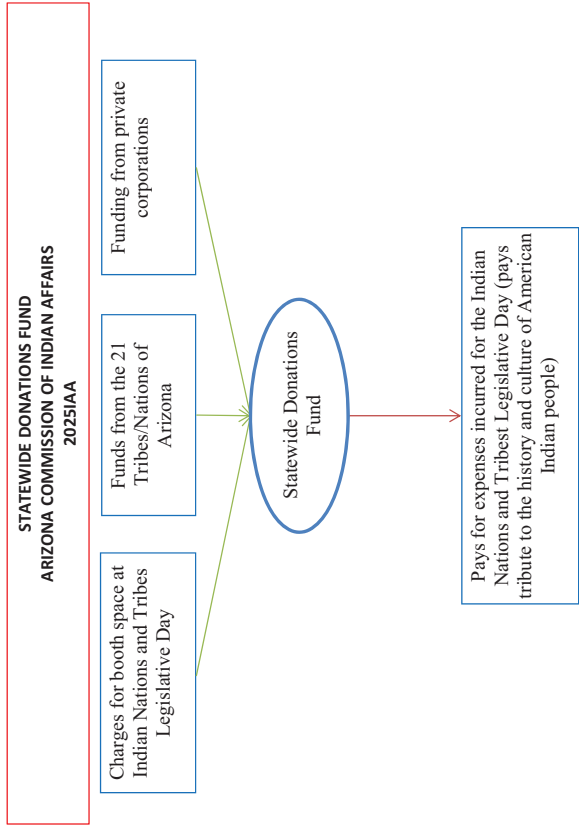 STATEWIDE DONATIONS FUND
ARIZONA COMMISSION OF INDIAN AFFAIRS
2025IAA
Charges for booth space at
Indian Nations and Tribes
Legislative Day
Funds from the 21
Tribes/Nations of
Arizona
Funding from private
corporations
Statewide Donations
Fund
Pays for expenses incurred for the Indian
Nations and Tribest Legislative Day (pays
tribute to the history and culture of American
Indian people)